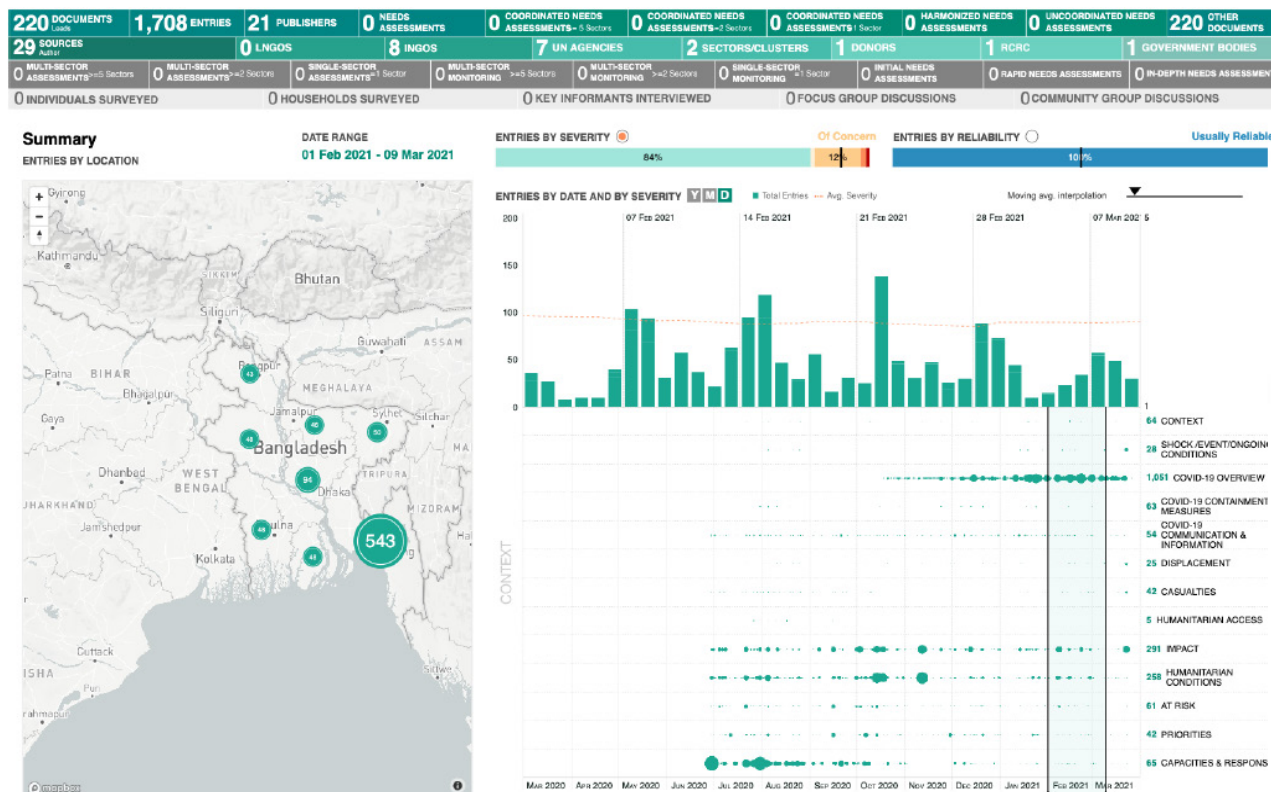 220 DOCUMENTS Leads 1,708 ENTRIES 21 PUBLISHERS 0 NEEDS ASSESSMENTS 0 COORDINATED NEEDS ASSESSMENTS= 5 Sectors 0 COORDINATED NEEDS ASSESSMENTS=2 Sectors 0 COORDINATED NEEDS ASSESSMENTS 1 Sector 0 HARMONIZED NEEDS ASSESSMENTS 0 UNCOORDINATED NEEDS ASSESSMENTS 220 OTHER DOCUMENTS
29 SOURCES Author 0 LNGOS 8 INGOS 7 UN AGENCIES 2 SECTORS/CLUSTERS 1 DONORS 1 RCRC 1 GOVERNMENT BODIES
0 MULTI-SECTOR ASSESSMENTS >=5 Sectors 0 MULTI-SECTOR ASSESSMENTS >=2 Sectors 0 SINGLE-SECTOR ASSESSMENTS =1 Sector 0 MULTI-SECTOR MONITORING >=5 Sectors 0 MULTI-SECTOR MONITORING >=2 Sectors 0 SINGLE-SECTOR MONITORING =1 Sector 0 INITIAL NEEDS ASSESSMENTS 0 RAPID NEEDS ASSESSMENTS 0 IN-DEPTH NEEDS ASSESSMEN
0 INDIVIDUALS SURVEYED 0 HOUSEHOLDS SURVEYED 0 KEY INFORMANTS INTERVIEWED 0 FOCUS GROUP DISCUSSIONS 0 COMMUNITY GROUP DISCUSSIONS
Summary
ENTRIES BY LOCATION
DATE RANGE
01 Feb 2021 - 09 Mar 2021
ENTRIES BY SEVERITY Of Concern
84% 12%
ENTRIES BY RELIABILITY Usually Reliable
100%
ENTRIES BY DATE AND BY SEVERITY Y M D Total Entries Avg. Severity Moving avg. interpolation
+
−
Gyirong
Kathmandu
SIKKIM
Bhutan
Siliguri
Guwahati ASSAM
Patna BIHAR
MEGHALAYA
Bhagalpur
Gaya
Jamalpur
Sylhet
Silchar
Bangladesh
Dhanbad
WEST BENGAL
94
Dhaka
TRIPURA
JHARKHAND
MIZORAM
Jamshedpur
543
Kolkata
Cuttack
Puri
Sittwe
rahmapur
mapbox
200 07 FEB 2021 14 FEB 2021 21 FEB 2021 28 FEB 2021 07 MAR 202 5
150
100
50
0 1
CONTEXT
64 CONTEXT
28 SHOCK /EVENT/ONGOING CONDITIONS
1,051 COVID-19 OVERVIEW
63 COVID-19 CONTAINMENT MEASURES
54 COVID-19 COMMUNICATION & INFORMATION
25 DISPLACEMENT
42 CASUALTIES
5 HUMANITARIAN ACCESS
291 IMPACT
258 HUMANITARIAN CONDITIONS
61 AT RISK
42 PRIORITIES
65 CAPACITIES & RESPONS
MAR 2020 APR 2020 MAY 2020 JUN 2020 JUL 2020 AUG 2020 SEP 2020 OCT 2020 NOV 2020 DEC 2020 JAN 2021 FEB 2021 MAR 2021